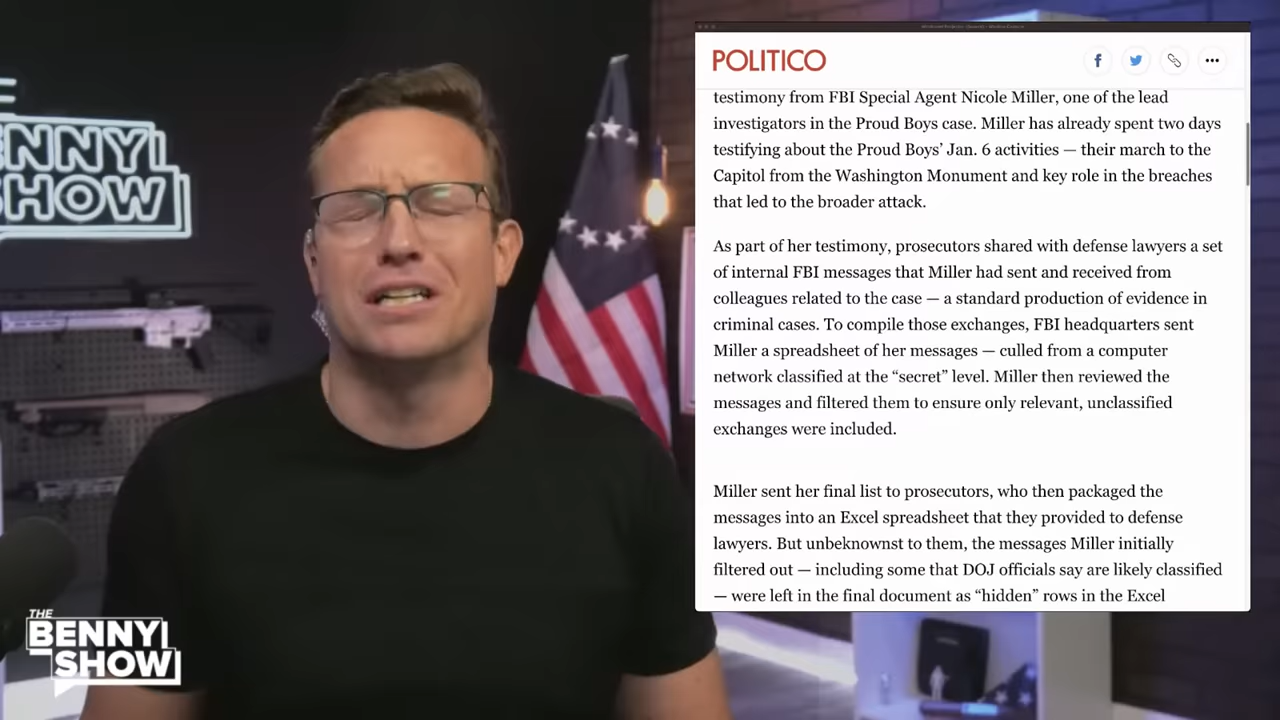 ENNY
SHOW
THE
BENNY
SHOW
POLITICO
testimony from FBI Special Agent Nicole Miller, one of the lead
investigators in the Proud Boys case. Miller has already spent two days
testifying about the Proud Boys’ Jan. 6 activities — their march to the
Capitol from the Washington Monument and key role in the breaches
that led to the broader attack.
As part of her testimony, prosecutors shared with defense lawyers a set
of internal FBI messages that Miller had sent and received from
colleagues related to the case — a standard production of evidence in
criminal cases. To compile those exchanges, FBI headquarters sent
Miller a spreadsheet of her messages — culled from a computer
network classified at the “secret” level. Miller then reviewed the
messages and filtered them to ensure only relevant, unclassified
exchanges were included.
Miller sent her final list to prosecutors, who then packaged the
messages into an Excel spreadsheet that they provided to defense
lawyers. But unbeknownst to them, the messages Miller initially
filtered out — including some that DOJ officials say are likely classified
— were left in the final document as “hidden” rows in the Excel